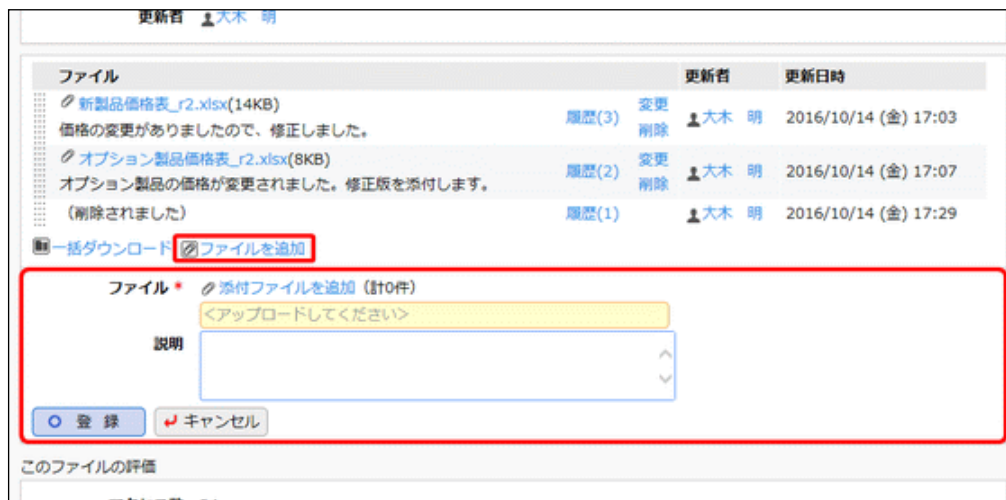 更新者 大木 明
ファイル 更新者 更新日時
新製品価格表_r2.xlsx(14KB) 履歴(3) 変更 削除 大木 明 2016/10/14 (金) 17:03
価格の変更がありましたので、修正しました。
オプション製品価格表_r2.xlsx(8KB) 履歴(2) 変更 削除 大木 明 2016/10/14 (金) 17:07
オプション製品の価格が変更されました。修正版を添付します。
(削除されました) 履歴(1) 大木 明 2016/10/14 (金) 17:29
一括ダウンロード ファイルを追加
ファイル * 添付ファイルを追加 (計0件)
<アップロードしてください>
説明
登 録 キャンセル
このファイルの評価